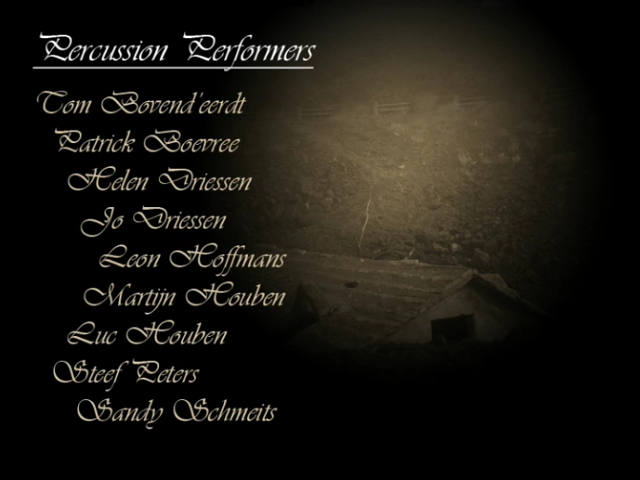 Percussion Performers
Tom Bovend'eerdt
Patrick Boevree
Helen Driessen
Jo Driessen
Leon Hoffmans
Martijn Houben
Luc Houben
Steef Peters
Sandy Schmeits